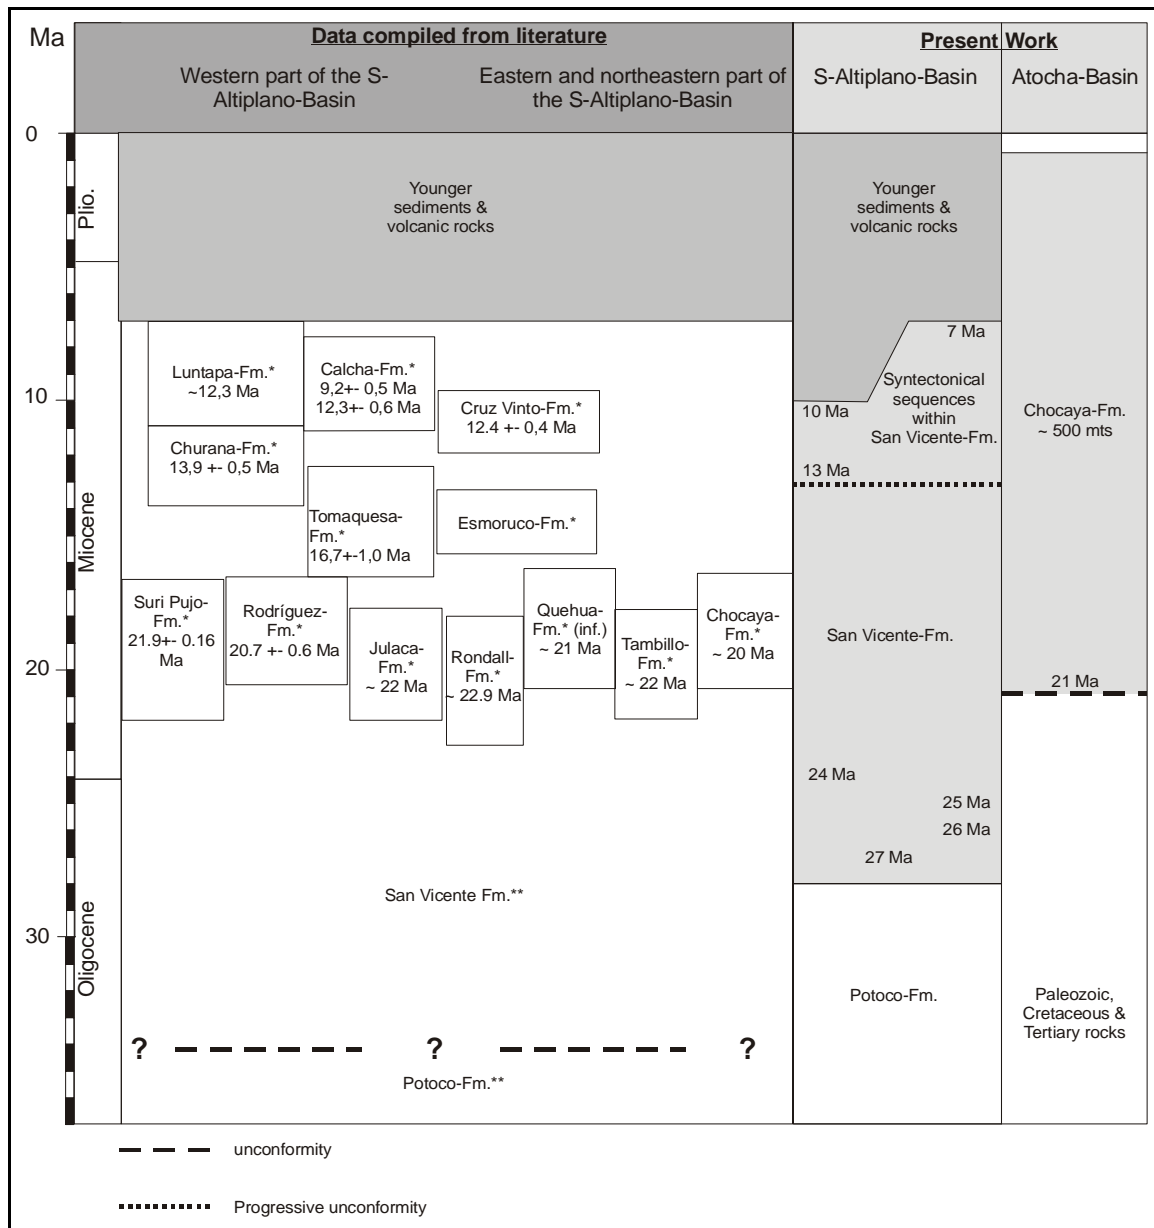 Ma
Data compiled from literature
Western part of the S-
Altiplano-Basin
Eastern and northeastern part of
the S-Altiplano-Basin
Present Work
S-Altiplano-Basin
Atocha-Basin
0
10
20
30
Plio.
Miocene
Oligocene
Younger
sediments &
volcanic rocks
Luntapa-Fm.*
~12,3 Ma
Churana-Fm.*
13,9 +- 0,5 Ma
Calcha-Fm.*
9,2+- 0,5 Ma
12,3+- 0,6 Ma
Cruz Vinto-Fm.*
12.4 +- 0,4 Ma
Tomaquesa-
Fm.*
16,7+-1,0 Ma
Esmoruco-Fm.*
Suri Pujo-
Fm.*
21.9+- 0.16
Ma
Rodríguez-
Fm.*
20.7 +- 0.6 Ma
Julaca-
Fm.*
~ 22 Ma
Rondall-
Fm.*
~ 22.9 Ma
Quehua-
Fm.* (inf.)
~ 21 Ma
Tambillo-
Fm.*
~ 22 Ma
Chocaya-
Fm.*
~ 20 Ma
San Vicente Fm.**
? ? ?
Potoco-Fm.**
Younger
sediments &
volcanic rocks
7 Ma
Syntectonical
sequences
within
San Vicente-Fm.
10 Ma
13 Ma
San Vicente-Fm.
24 Ma
25 Ma
26 Ma
27 Ma
Potoco-Fm.
Chocaya-Fm.
~ 500 mts
21 Ma
Paleozoic,
Cretaceous &
Tertiary rocks
unconformity
Progressive unconformity